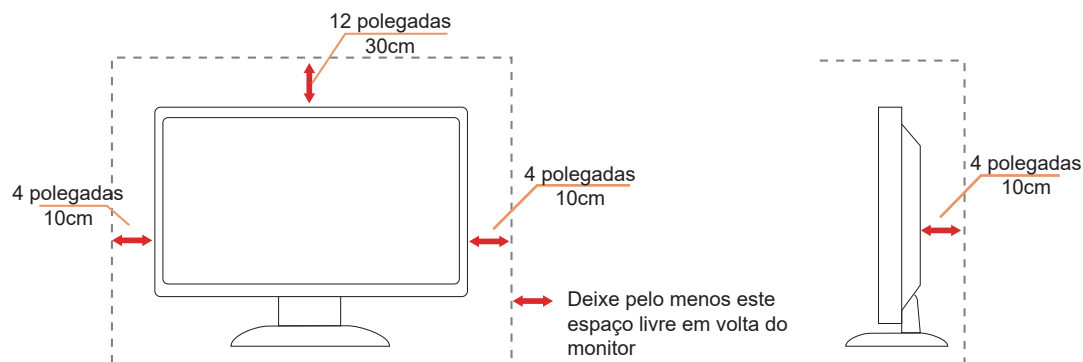 12 polegadas
30cm
4 polegadas
10cm
4 polegadas
10cm
Deixe pelo menos este
espaço livre em volta do
monitor
4 polegadas
10cm